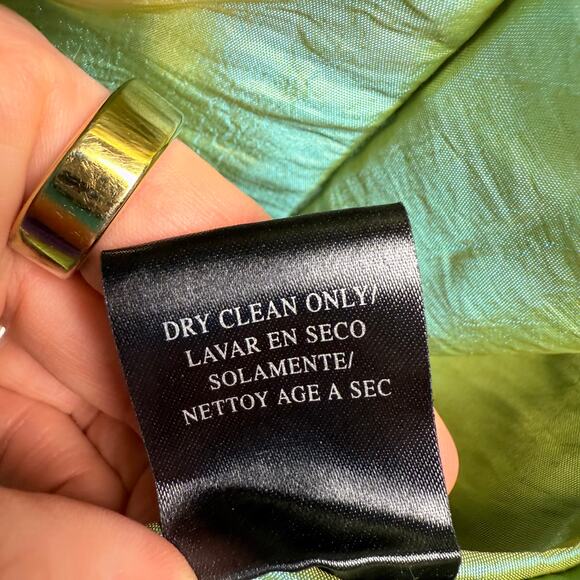 DRY CLEAN ONLY/
LAVAR EN SECO
SOLAMENTE/
NETTOY AGE A SEC